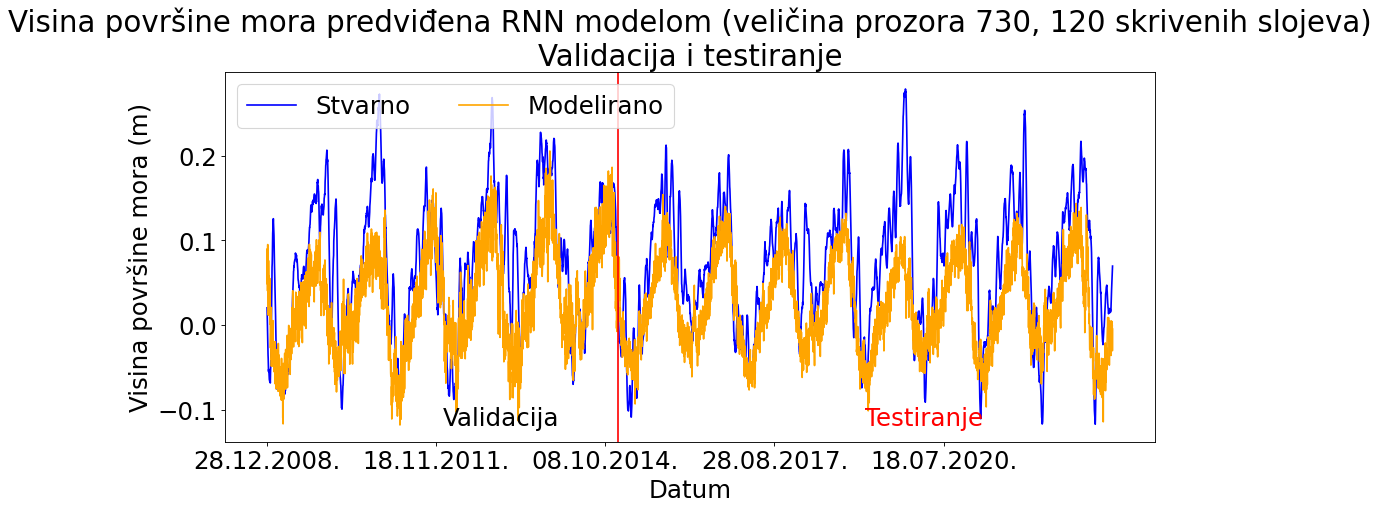 Visina površine mora predviđena RNN modelom (veličina prozora 730, 120 skrivenih slojeva)
Validacija i testiranje
Stvarno
Modelirano
Visina površine mora (m)
0.2
0.1
0.0
−0.1
Validacija
Testiranje
28.12.2008.
18.11.2011.
08.10.2014.
28.08.2017.
18.07.2020.
Datum